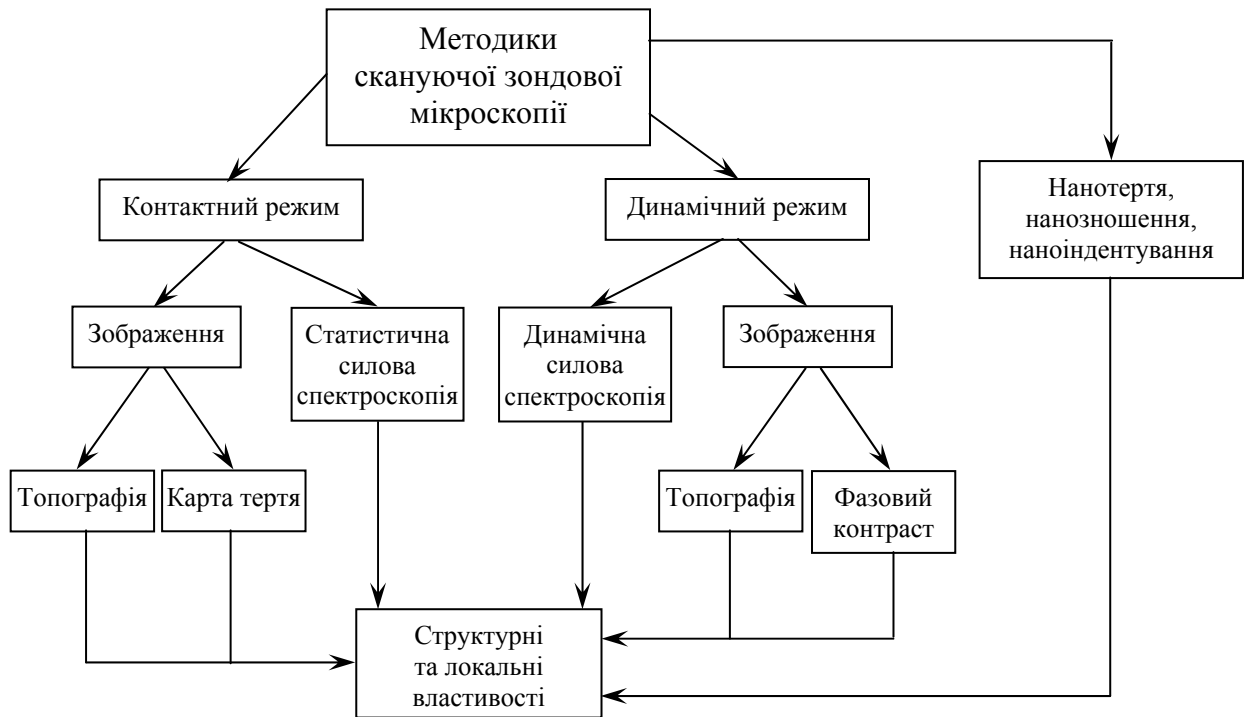 Методики
скануючої зондової
мікроскопії
Контактний режим
Динамічний режим
Нанотертя,
нанозношення,
наноіндентування
Зображення
Статистична
силова
спектроскопія
Динамічна
силова
спектроскопія
Зображення
Топографія
Карта тертя
Топографія
Фазовий
контраст
Структурні
та локальні
властивості